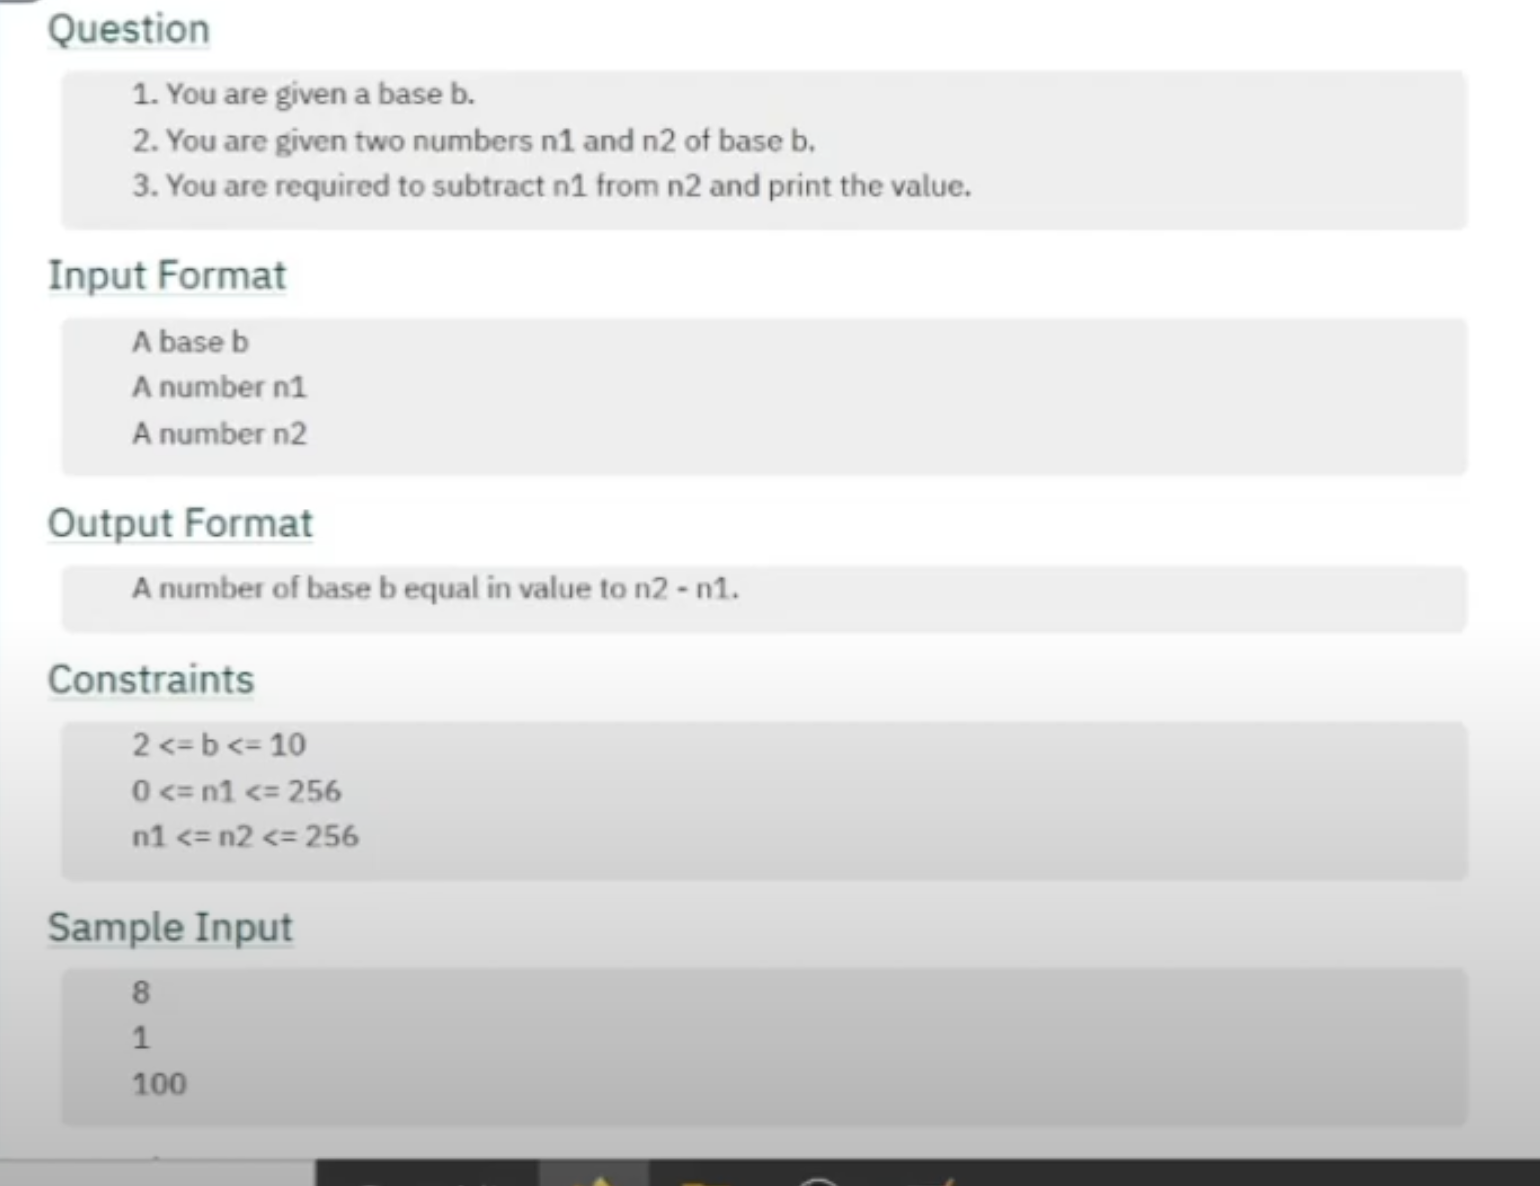 Question
1. You are given a base b.
2. You are given two numbers n1 and n2 of base b.
3. You are required to subtract n1 from n2 and print the value.
Input Format
A base b
A number n1
A number n2
Output Format
A number of base b equal in value to n2 - n1.
Constraints
2 <= b <= 10
0 <= n1 <= 256
n1 <= n2 <= 256
Sample Input
8
1
100